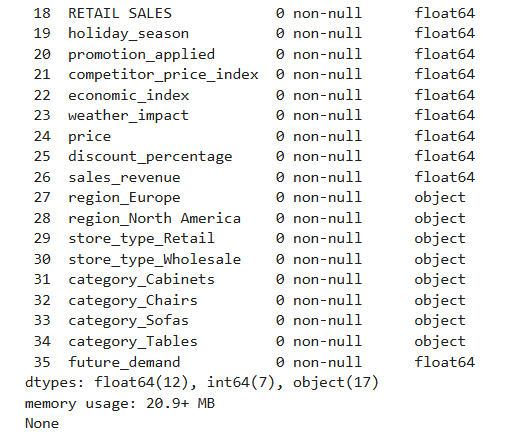 18 RETAIL SALES 0 non-null float64
19 holiday_season 0 non-null float64
20 promotion_applied 0 non-null float64
21 competitor_price_index 0 non-null float64
22 economic_index 0 non-null float64
23 weather_impact 0 non-null float64
24 price 0 non-null float64
25 discount_percentage 0 non-null float64
26 sales_revenue 0 non-null float64
27 region_Europe 0 non-null object
28 region_North America 0 non-null object
29 store_type_Retail 0 non-null object
30 store_type_Wholesale 0 non-null object
31 category_Cabinets 0 non-null object
32 category_Chairs 0 non-null object
33 category_Sofas 0 non-null object
34 category_Tables 0 non-null object
35 future_demand 0 non-null float64
dtypes: float64(12), int64(7), object(17)
memory usage: 20.9+ MB
None